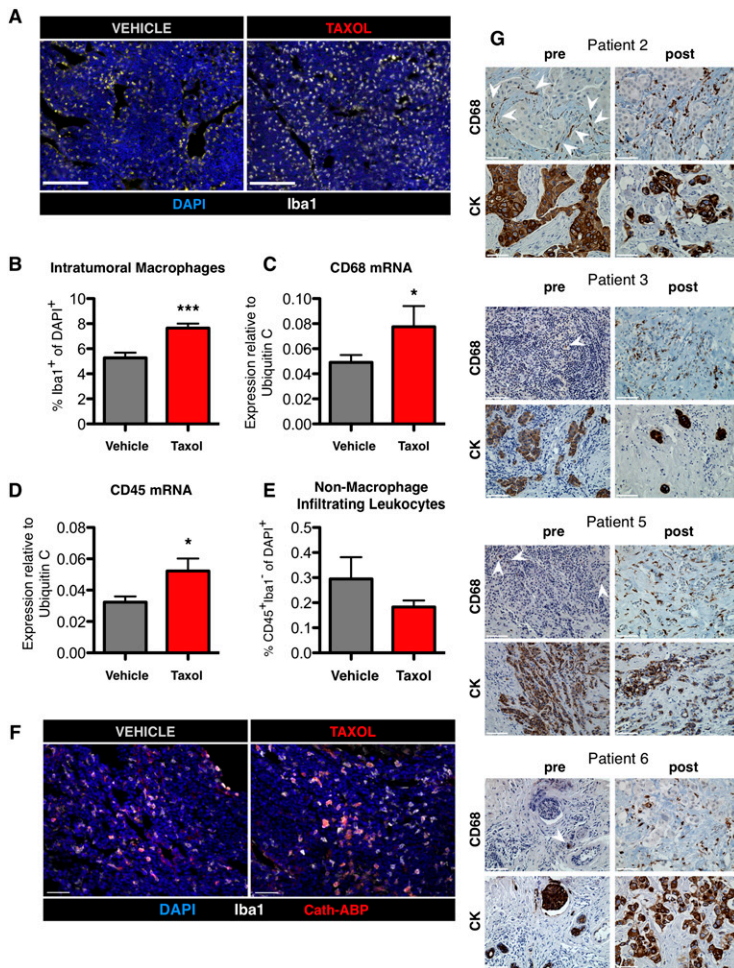 A
VEHICLE
TAXOL
DAPI
Iba1
B
Intratumoral Macrophages
% Iba1+ of DAPI+
10
8
6
4
2
0
***
Vehicle
Taxol
C
CD68 mRNA
Expression relative to
Ubiquitin C
0.10
0.08
0.06
0.04
0.02
0.00
*
Vehicle
Taxol
D
CD45 mRNA
Expression relative to
Ubiquitin C
0.08
0.06
0.04
0.02
0.00
*
Vehicle
Taxol
E
Non-Macrophage
Infiltrating Leukocytes
% CD45+Iba1- of DAPI+
0.5
0.4
0.3
0.2
0.1
0.0
Vehicle
Taxol
F
VEHICLE
TAXOL
DAPI
Iba1
Cath-ABP
G
Patient 2
pre
post
CD68
CK
Patient 3
pre
post
CD68
CK
Patient 5
pre
post
CD68
CK
Patient 6
pre
post
CD68
CK